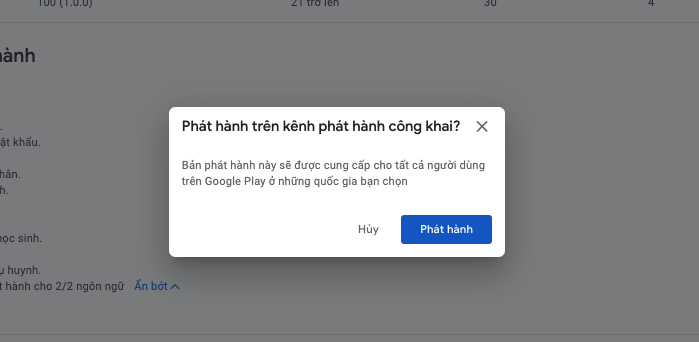 100 (1.0.0) 21 trở lên 30 4
hành
ật khẩu.
hân.
h.
Phát hành trên kênh phát hành công khai?
Bản phát hành này sẽ được cung cấp cho tất cả người dùng
trên Google Play ở những quốc gia bạn chọn
Hủy Phát hành
ọc sinh.
ụ huynh.
t hành cho 2/2 ngôn ngữ Ẩn bớt